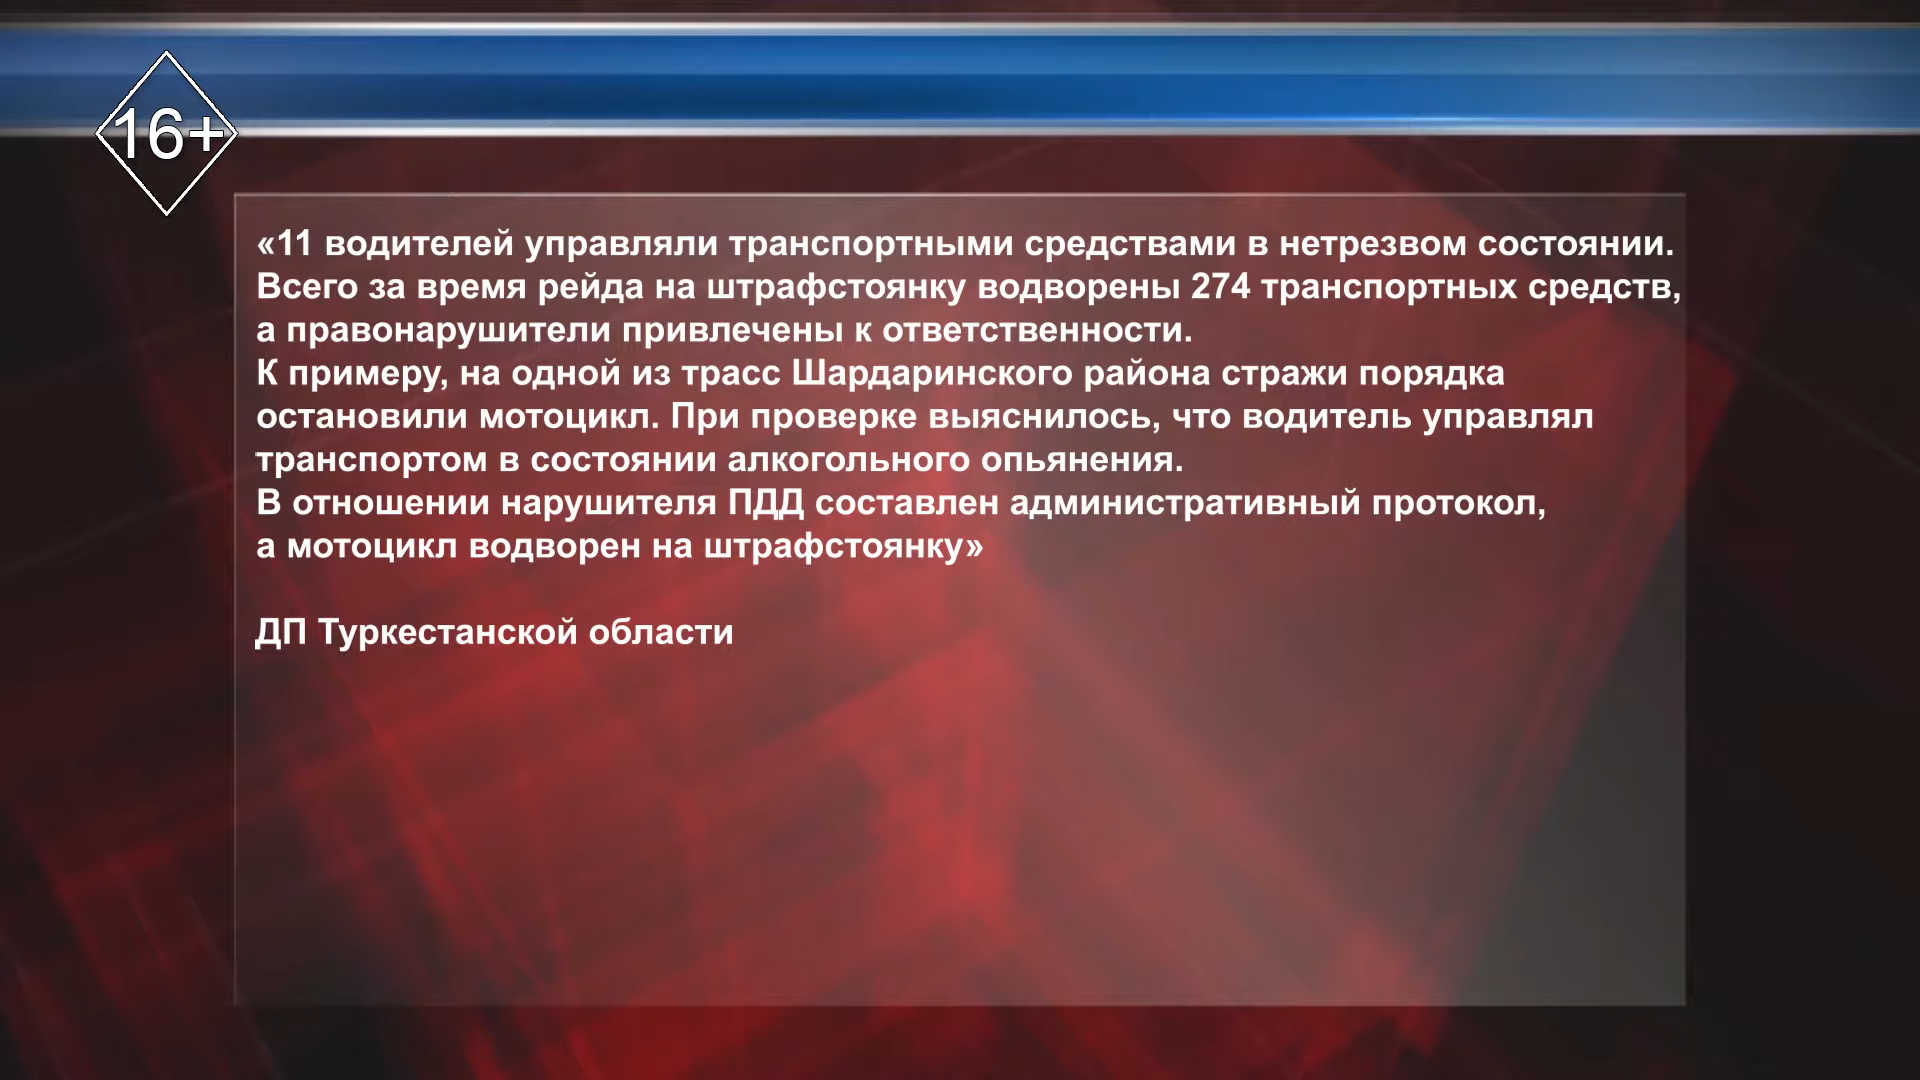 16+
«11 водителей управляли транспортными средствами в нетрезвом состоянии.
Всего за время рейда на штрафстоянку водворены 274 транспортных средств,
а правонарушители привлечены к ответственности.
К примеру, на одной из трасс Шардаринского района стражи порядка
остановили мотоцикл. При проверке выяснилось, что водитель управлял
транспортом в состоянии алкогольного опьянения.
В отношении нарушителя ПДД составлен административный протокол,
а мотоцикл водворен на штрафстоянку»
ДП Туркестанской области